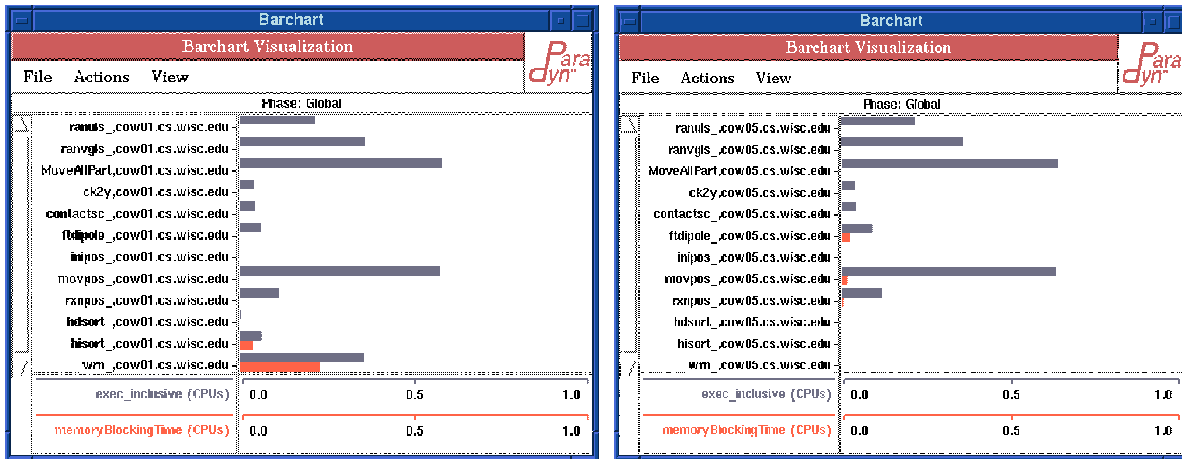 Barchart
Barchart Visualization
Para
dyn™
File Actions View
Phase: Global
ranuls_,cow01.cs.wisc.edu
ranvgls_,cow01.cs.wisc.edu
MoveAllPart,cow01.cs.wisc.edu
ck2y,cow01.cs.wisc.edu
contactsc_,cow01.cs.wisc.edu
ftdipole_,cow01.cs.wisc.edu
inipos_,cow01.cs.wisc.edu
movpos_,cow01.cs.wisc.edu
rxnpos_,cow01.cs.wisc.edu
hdsort_,cow01.cs.wisc.edu
hisort_,cow01.cs.wisc.edu
wrn_,cow01.cs.wisc.edu
exec_inclusive (CPUs) 0.0 0.5 1.0
memoryBlockingTime (CPUs) 0.0 0.5 1.0
Barchart
Barchart Visualization
Para
dyn™
File Actions View
Phase: Global
ranuls_,cow05.cs.wisc.edu
ranvgls_,cow05.cs.wisc.edu
MoveAllPart,cow05.cs.wisc.edu
ck2y,cow05.cs.wisc.edu
contactsc_,cow05.cs.wisc.edu
ftdipole_,cow05.cs.wisc.edu
inipos_,cow05.cs.wisc.edu
movpos_,cow05.cs.wisc.edu
rxnpos_,cow05.cs.wisc.edu
hdsort_,cow05.cs.wisc.edu
hisort_,cow05.cs.wisc.edu
wrn_,cow05.cs.wisc.edu
exec_inclusive (CPUs) 0.0 0.5 1.0
memoryBlockingTime (CPUs) 0.0 0.5 1.0